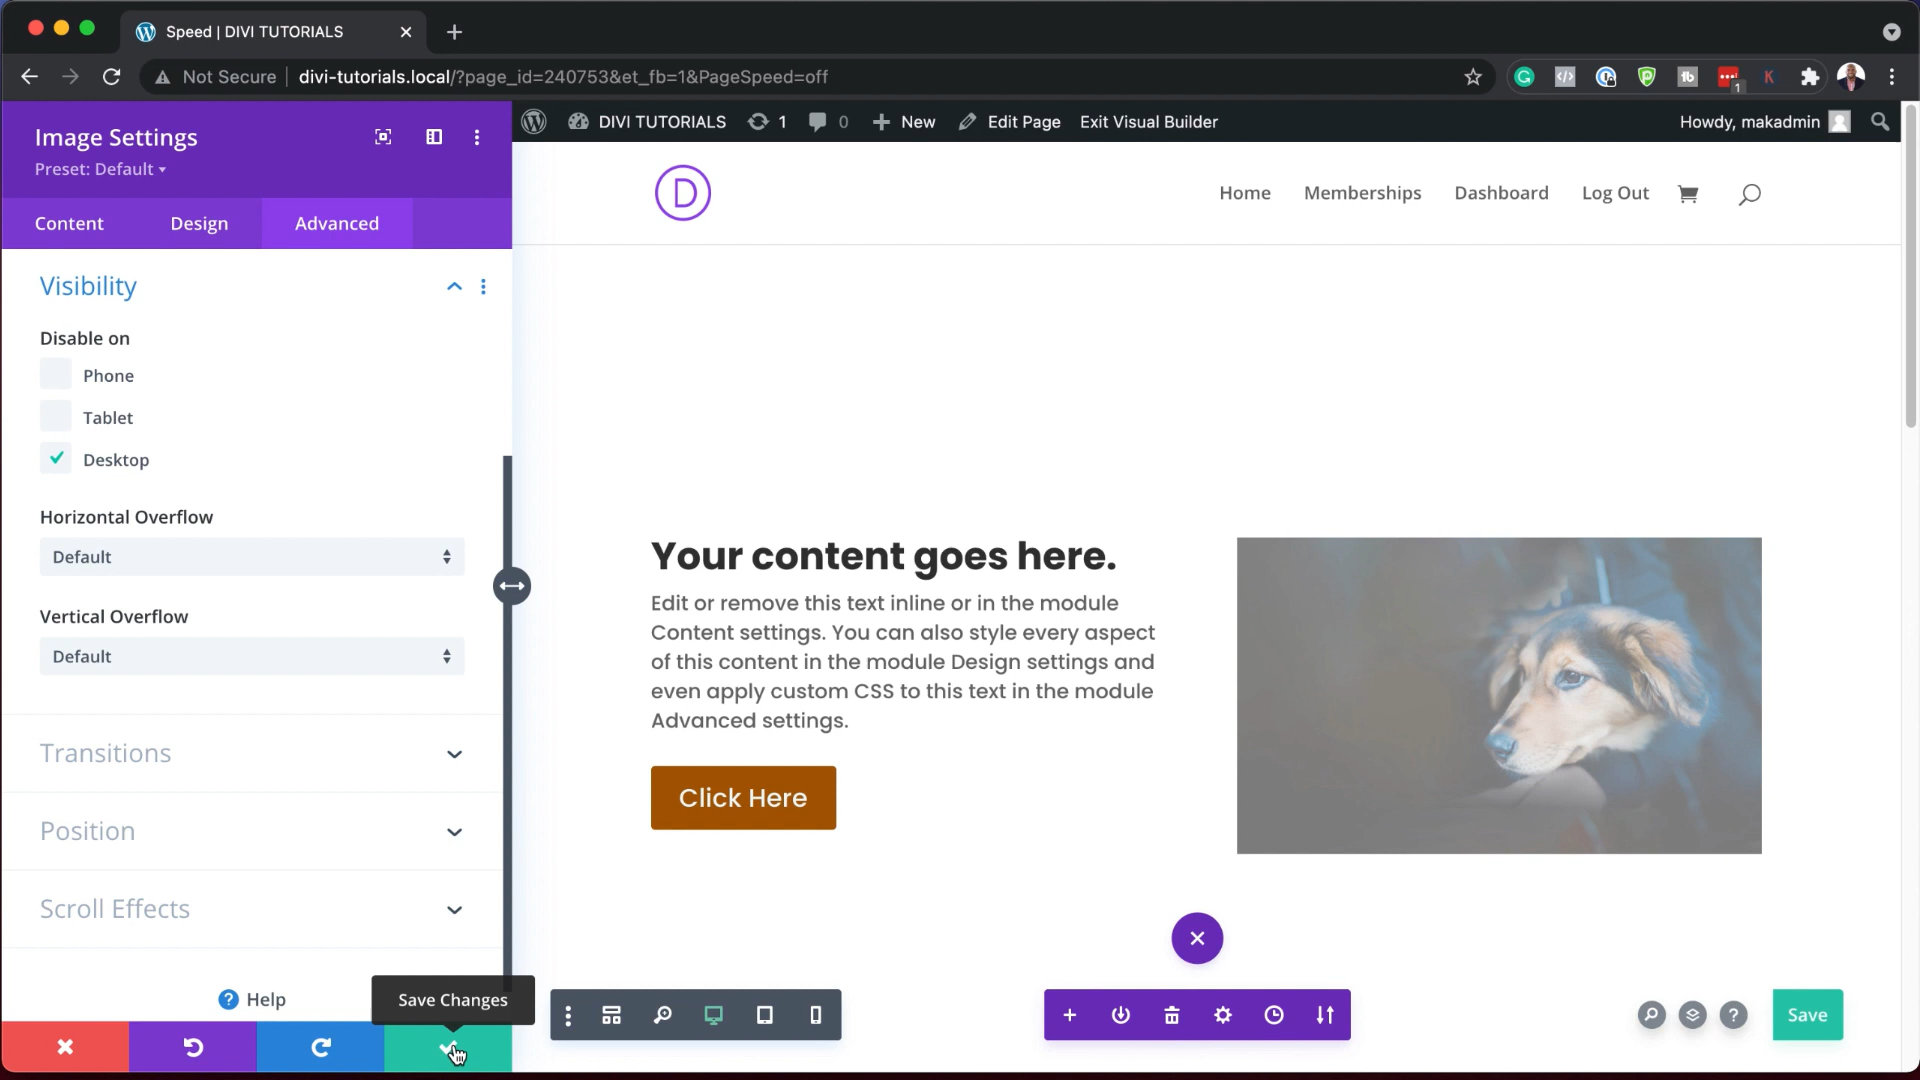 Speed | DIVI TUTORIALS
Not Secure
divi-tutorials.local/?page_id=240753&et_fb=1&PageSpeed=off
1
Image Settings
Preset: Default
Content
Design
Advanced
DIVI TUTORIALS
1
0
New
Edit Page
Exit Visual Builder
Howdy, makadmin
D
Home
Memberships
Dashboard
Log Out
Visibility
Disable on
Phone
Tablet
Desktop
Horizontal Overflow
Default
Vertical Overflow
Default
Transitions
Position
Scroll Effects
Help
Save Changes
Your content goes here.
Edit or remove this text inline or in the module
Content settings. You can also style every aspect
of this content in the module Design settings and
even apply custom CSS to this text in the module
Advanced settings.
Click Here
Save